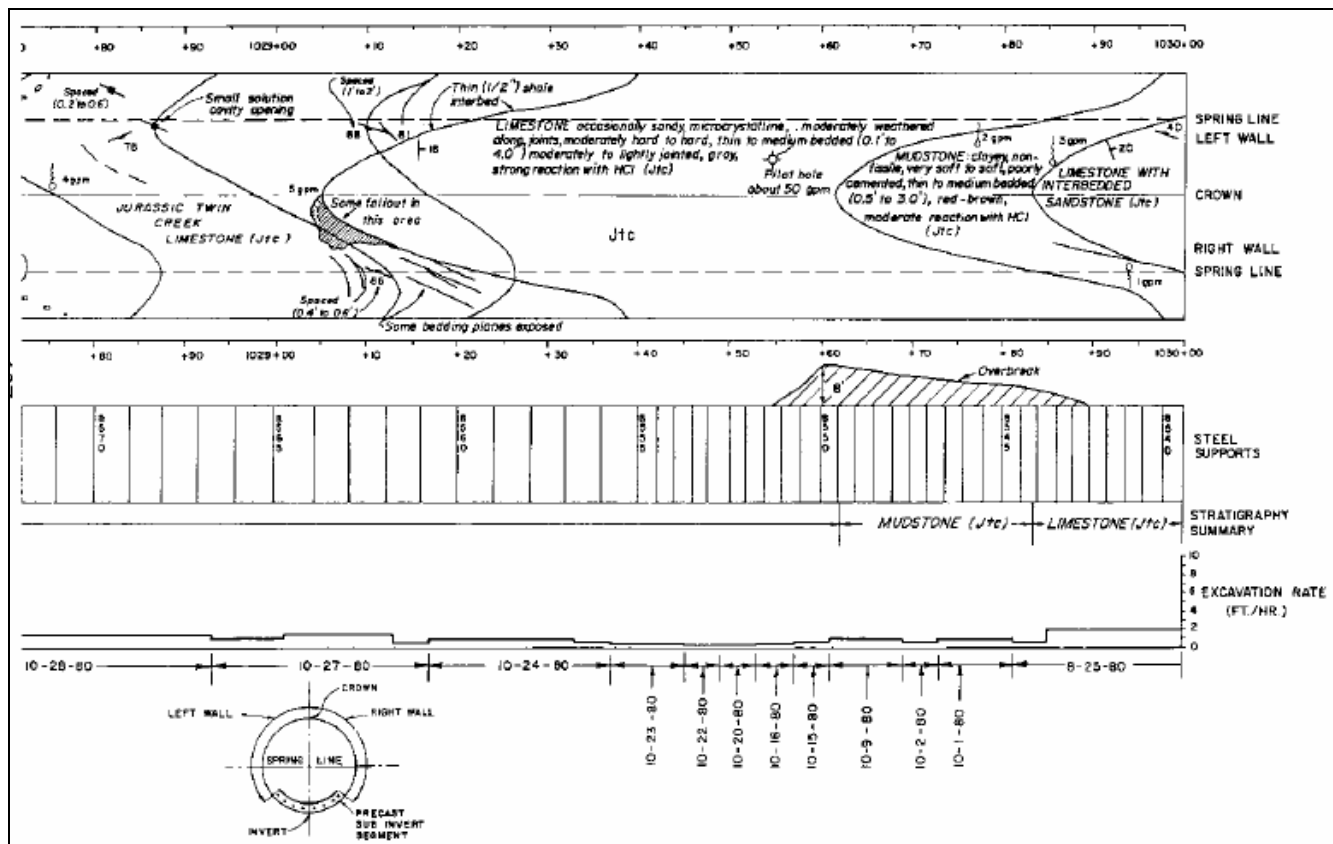 +80 +90 1029+00 +10 +20 +30 +40 +50 +60 +70 +80 +90 1030+00
Spaced
(0.2' to 0.6')
Small solution
cavity opening
78
4 gpm
JURASSIC TWIN
CREEK
LIMESTONE (Jtc)
Spaced
(1' to 2')
88
81
Thin (1/2") shale
interbed
18
5 gpm
Some fallout in
this area
LIMESTONE occasionally sandy, microcrystalline, moderately weathered
along joints, moderately hard to hard, thin to medium bedded (0.1' to
4.0') moderately to lightly jointed, gray,
strong reaction with HCl (Jtc)
Pilot hole
about 50 gpm
Jtc
2 gpm
MUDSTONE: clayey, non-
fissile, very soft to soft, poorly
cemented, thin to medium bedded
(0.5' to 3.0'), red-brown,
moderate reaction with HCl
(Jtc)
3 gpm
40
20
LIMESTONE WITH
INTERBEDDED
SANDSTONE (Jtc)
1 gpm
SPRING LINE
LEFT WALL
CROWN
RIGHT WALL
SPRING LINE
86
Spaced
(0.4' to 0.6')
Some bedding planes exposed
+80 +90 1029+00 +10 +20 +30 +40 +50 +60 +70 +80 +90 1030+00
8'
Overbreak
8570 8565 8560 8555 8550 8545 8540
STEEL
SUPPORTS
MUDSTONE (Jtc) LIMESTONE (Jtc)
STRATIGRAPHY
SUMMARY
10
8
6
4
2
0
EXCAVATION RATE
(FT./HR.)
10-28-80 10-27-80 10-24-80 10-23-80 10-22-80 10-20-80 10-16-80 10-15-80 10-9-80 10-2-80 10-1-80 8-25-80
CROWN
LEFT WALL
RIGHT WALL
SPRING LINE
PRECAST
SUB INVERT
SEGMENT
INVERT